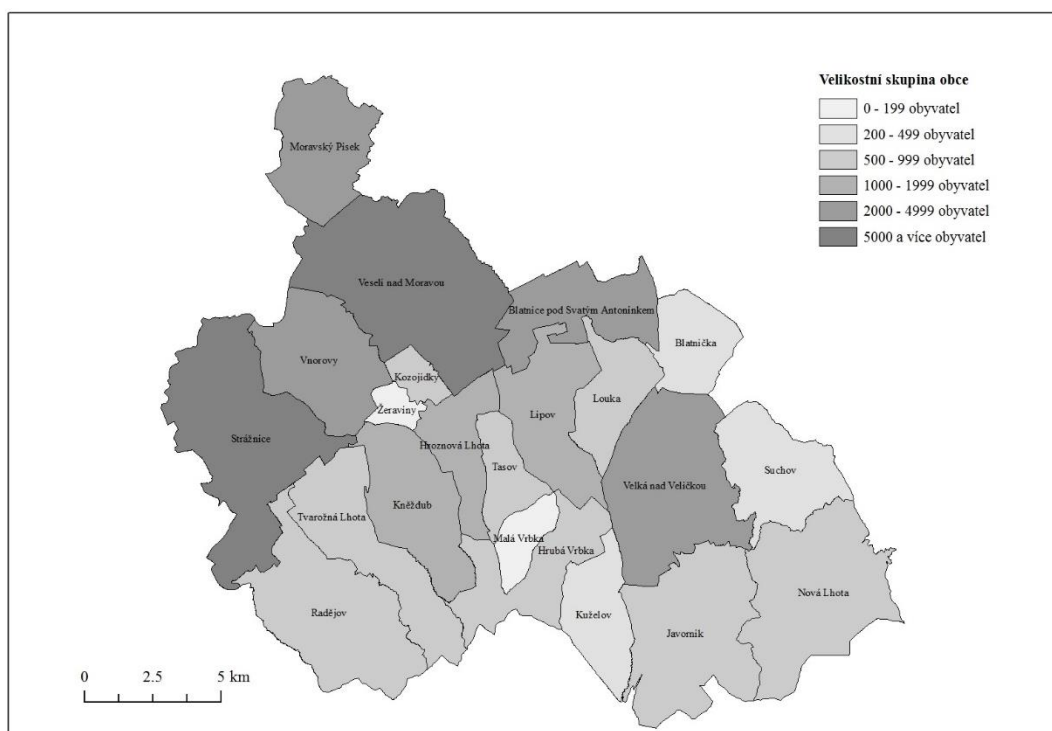 Velikostní skupina obce
0 - 199 obyvatel
200 - 499 obyvatel
500 - 999 obyvatel
1000 - 1999 obyvatel
2000 - 4999 obyvatel
5000 a více obyvatel
Moravský Písek
Veselí nad Moravou
Blatnice pod Svatým Antonínkem
Blatnička
Vnorovy
Kozojídky
Žeraviny
Louka
Lipov
Strážnice
Hroznová Lhota
Tasov
Suchov
Velká nad Veličkou
Kněždub
Tvarožná Lhota
Malá Vrbka
Hrubá Vrbka
Nová Lhota
Radějov
Kuželov
Javorník
0 2.5 5 km